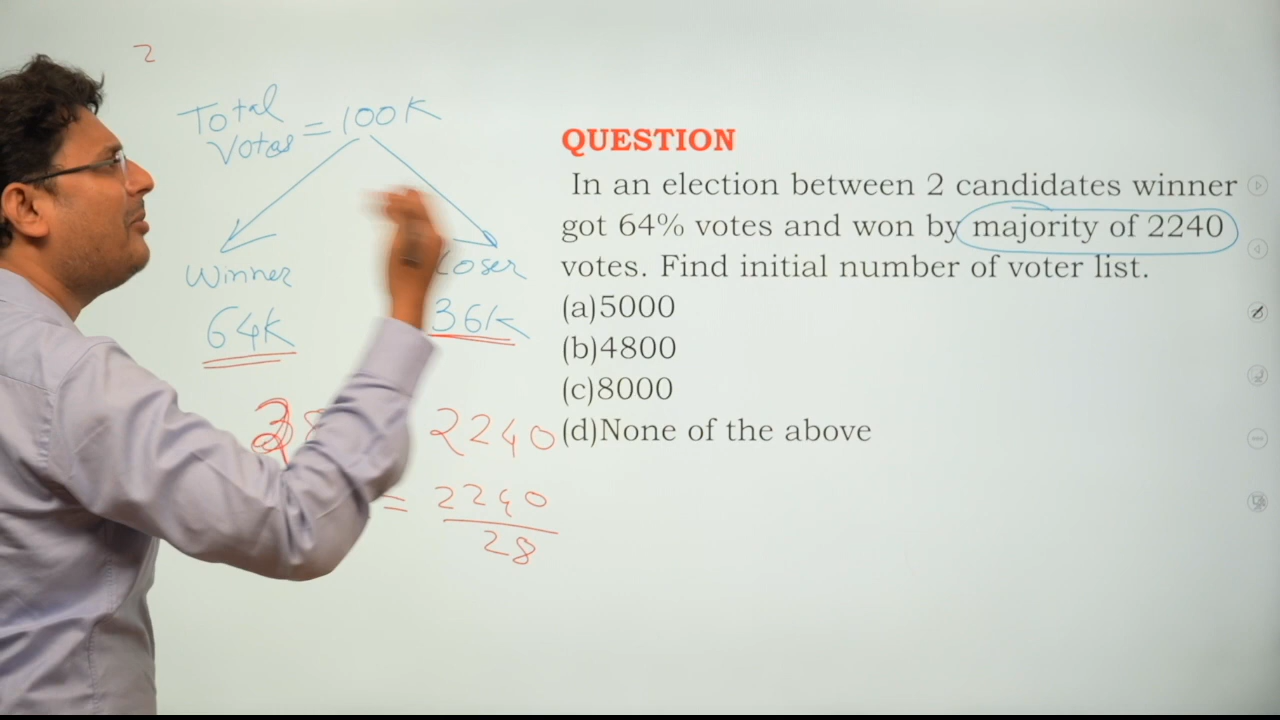 2
Total
Votes = 100K
Winner
Loser
64K
36K
2240
= 2240
28
QUESTION
In an election between 2 candidates winner
got 64% votes and won by majority of 2240
votes. Find initial number of voter list.
(a)5000
(b)4800
(c)8000
(d)None of the above